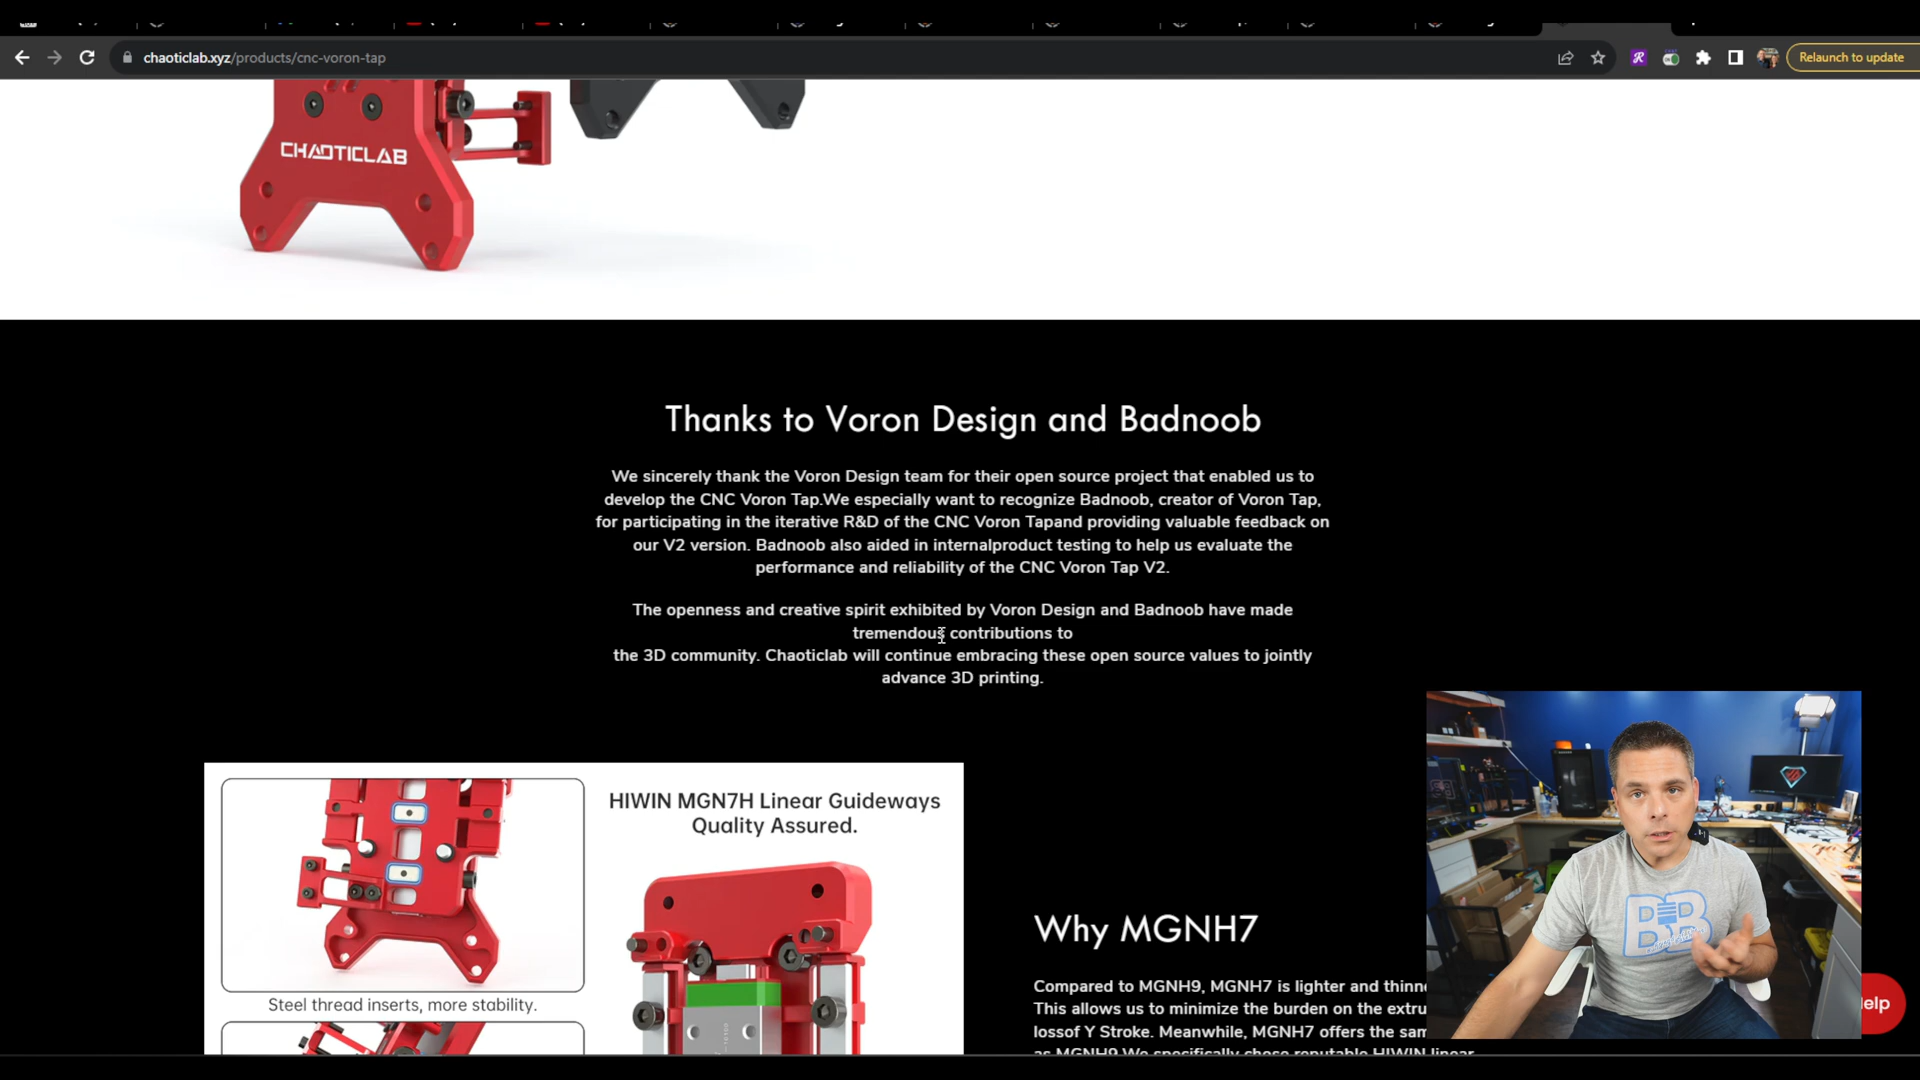 chaoticlab.xyz/products/cnc-voron-tap
Relaunch to update
CHAOTICLAB
Thanks to Voron Design and Badnoob
We sincerely thank the Voron Design team for their open source project that enabled us to
develop the CNC Voron Tap.We especially want to recognize Badnoob, creator of Voron Tap,
for participating in the iterative R&D of the CNC Voron Tapand providing valuable feedback on
our V2 version. Badnoob also aided in internalproduct testing to help us evaluate the
performance and reliability of the CNC Voron Tap V2.
The openness and creative spirit exhibited by Voron Design and Badnoob have made
tremendous contributions to
the 3D community. Chaoticlab will continue embracing these open source values to jointly
advance 3D printing.
HIWIN MGN7H Linear Guideways
Quality Assured.
Steel thread inserts, more stability.
Why MGNH7
Compared to MGNH9, MGNH7 is lighter and thinn
This allows us to minimize the burden on the extru
lossof Y Stroke. Meanwhile, MGNH7 offers the sam
as MGNH9.We specifically chose reputable HIWIN linear
elp